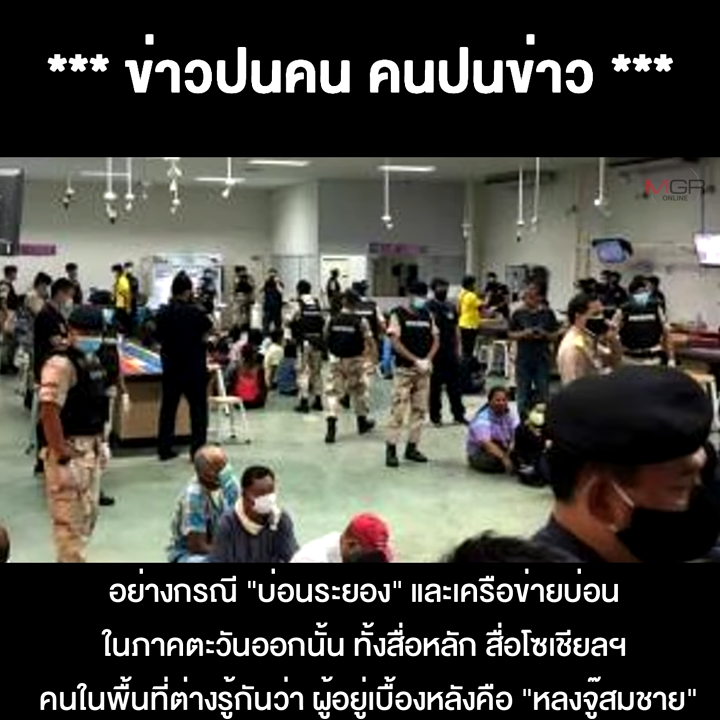 *** ข่าวปนคน คนปนข่าว ***
MGR
ONLINE
อย่างกรณี "บ่อนระยอง" และเครือข่ายบ่อน
ในภาคตะวันออกนั้น ทั้งสื่อหลัก สื่อโซเชียลฯ
คนในพื้นที่ต่างรู้กันว่า ผู้อยู่เบื้องหลังคือ "หลงจู๊สมชาย"